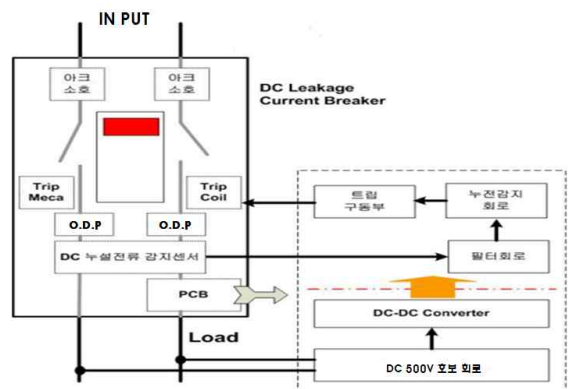 IN PUT
아크
소호
아크
소호
DC Leakage
Current Breaker
Trip
Meca
Trip
Coil
트립
구동부
누전감지
회로
O.D.P
O.D.P
DC 누설전류 감지센서
필터회로
PCB
DC-DC Converter
Load
DC 500V 호보 회로